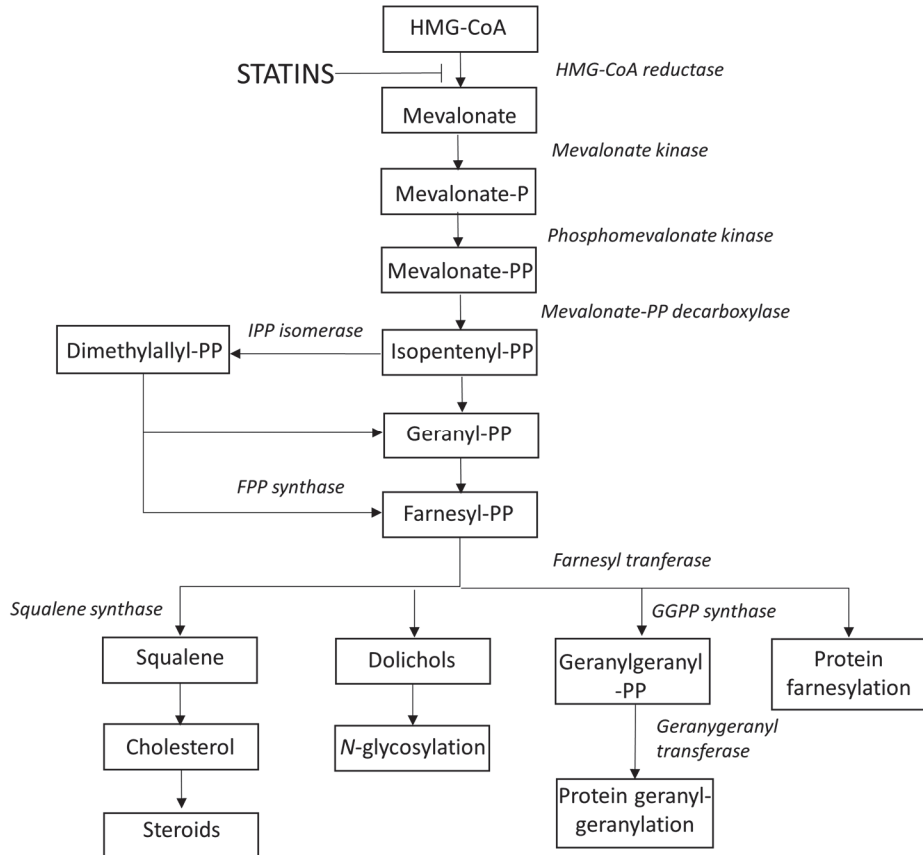 HMG-CoA
STATINS
HMG-CoA reductase
Mevalonate
Mevalonate kinase
Mevalonate-P
Phosphomevalonate kinase
Mevalonate-PP
Mevalonate-PP decarboxylase
IPP isomerase
Dimethylallyl-PP
Isopentenyl-PP
Geranyl-PP
FPP synthase
Farnesyl-PP
Farnesyl tranferase
Squalene synthase
GGPP synthase
Squalene
Dolichols
Geranylgeranyl
-PP
Protein
farnesylation
Cholesterol
N-glycosylation
Geranygeranyl
transferase
Steroids
Protein geranyl-
geranylation